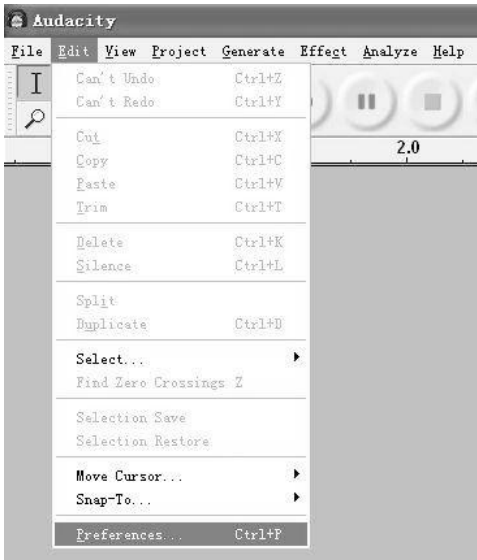 Audacity
File Edit View Project Generate Effect Analyze Help
Can't Undo Ctrl+Z
Can't Redo Ctrl+Y
2.0
Cut Ctrl+X
Copy Ctrl+C
Paste Ctrl+V
Trim Ctrl+T
Delete Ctrl+K
Silence Ctrl+L
Split
Duplicate Ctrl+D
Select...
Find Zero Crossings Z
Selection Save
Selection Restore
Move Cursor...
Snap-To...
Preferences... Ctrl+P